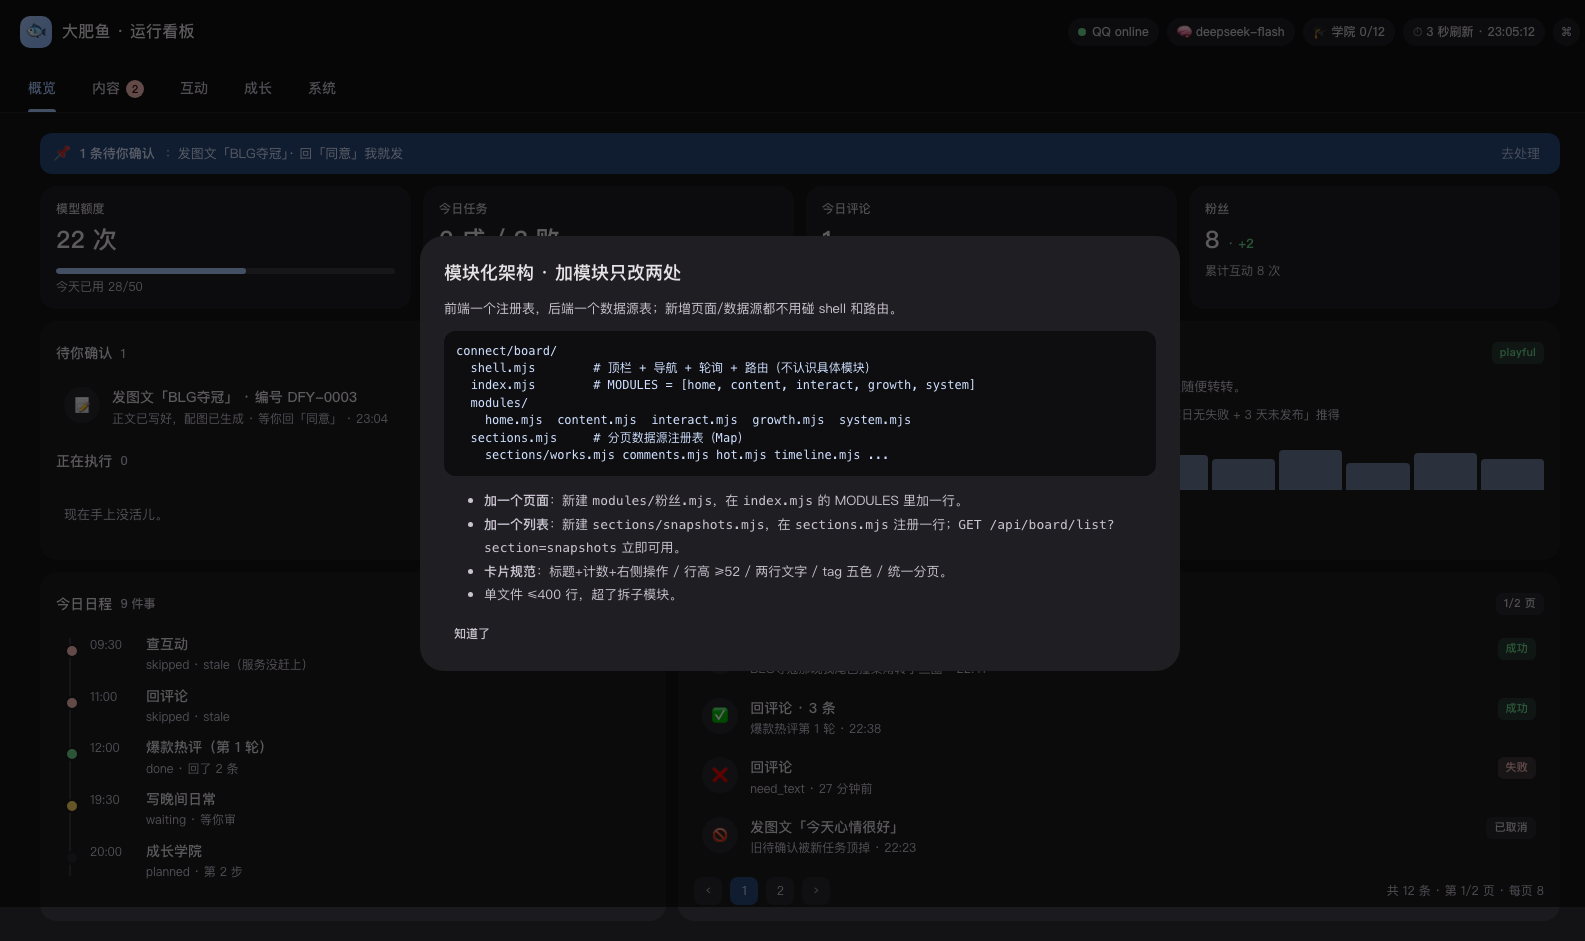 大肥鱼 · 运行看板
QQ online
deepseek-flash
学院 0/12
3 秒刷新 · 23:05:12
⌘
概览
内容 2
互动
成长
系统
1 条待你确认 : 发图文「BLG夺冠」· 回「同意」我就发
去处理
模型额度
22 次
今天已用 28/50
今日任务
今日评论
粉丝
8 · +2
累计互动 8 次
待你确认 1
发图文「BLG夺冠」 · 编号 DFY-0003
正文已写好，配图已生成 · 等你回「同意」 · 23:04
正在执行 0
现在手上没活儿。
playful
随便转转。
日无失败 + 3 天未发布」推得
模块化架构 · 加模块只改两处
前端一个注册表，后端一个数据源表；新增页面/数据源都不用碰 shell 和路由。
connect/board/
shell.mjs # 顶栏 + 导航 + 轮询 + 路由（不认识具体模块）
index.mjs # MODULES = [home, content, interact, growth, system]
modules/
home.mjs content.mjs interact.mjs growth.mjs system.mjs
sections.mjs # 分页数据源注册表（Map）
sections/works.mjs comments.mjs hot.mjs timeline.mjs ...
加一个页面：新建 modules/粉丝.mjs，在 index.mjs 的 MODULES 里加一行。
加一个列表：新建 sections/snapshots.mjs，在 sections.mjs 注册一行；GET /api/board/list?
section=snapshots 立即可用。
卡片规范：标题+计数+右侧操作 / 行高 ≥52 / 两行文字 / tag 五色 / 统一分页。
单文件 ≤400 行，超了拆子模块。
知道了
今日日程 9 件事
09:30 查互动
skipped · stale（服务没赶上）
11:00 回评论
skipped · stale
12:00 爆款热评（第 1 轮）
done · 回了 2 条
19:30 写晚间日常
waiting · 等你审
20:00 成长学院
planned · 第 2 步
1/2 页
成功
回评论 · 3 条
爆款热评第 1 轮 · 22:38
成功
回评论
need_text · 27 分钟前
失败
发图文「今天心情很好」
旧待确认被新任务顶掉 · 22:23
已取消
‹ 1 2 ›
共 12 条 · 第 1/2 页 · 每页 8